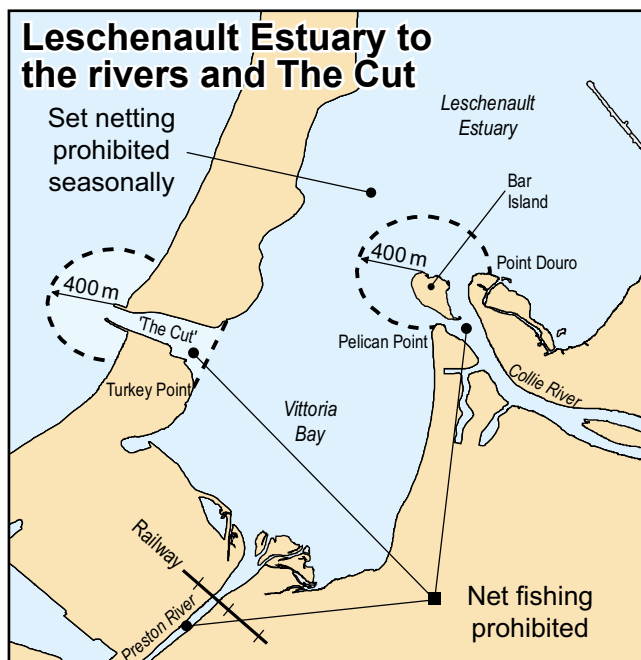 Leschenault Estuary to
the rivers and The Cut
Set netting
prohibited
seasonally
Leschenault
Estuary
Bar
Island
400 m
Point Douro
400 m
'The Cut'
Pelican Point
Turkey Point
Collie River
Vittoria
Bay
Railway
Preston River
Net fishing
prohibited